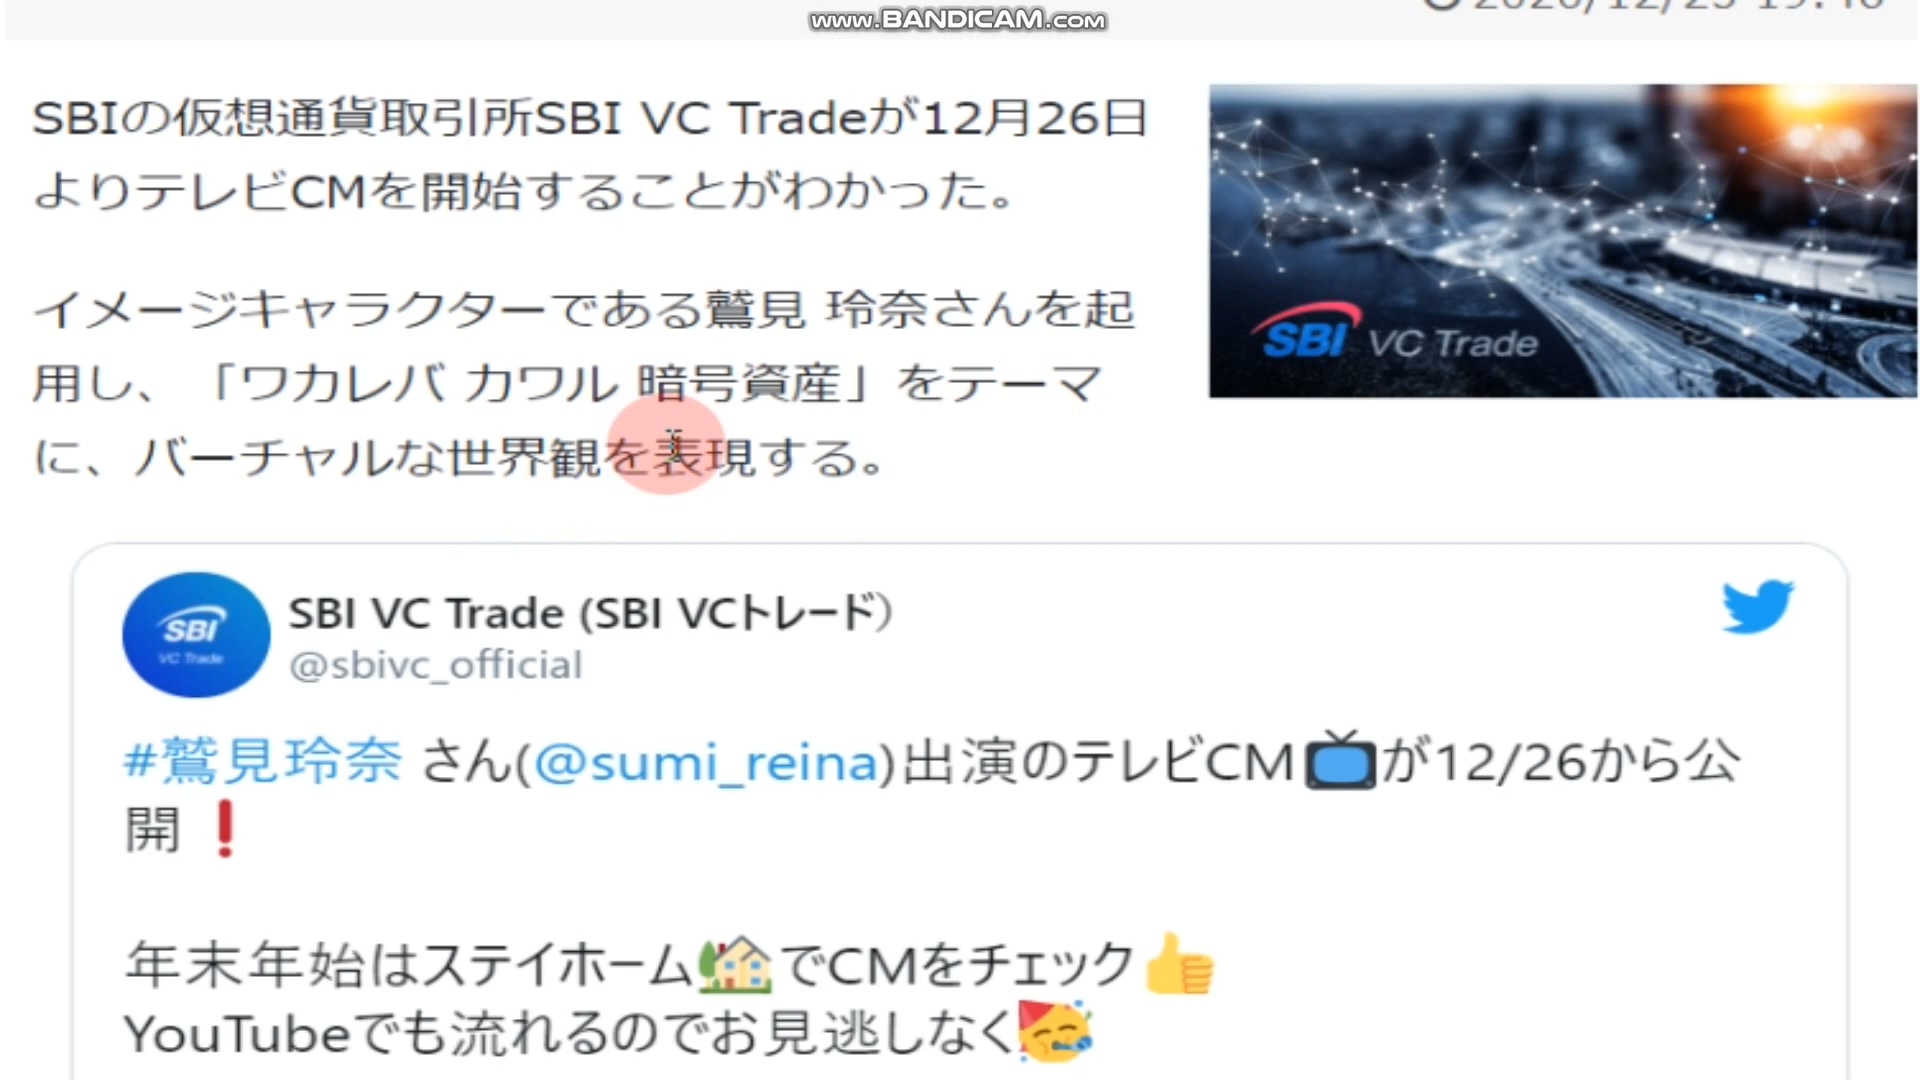 www.BANDICAM.com
2020/12/25 19:40
SBIの仮想通貨取引所SBI VC Tradeが12月26日
よりテレビCMを開始することがわかった。
イメージキャラクターである鷲見 玲奈さんを起
用し、「ワカレバ カワル 暗号資産」をテーマ
に、バーチャルな世界観を表現する。
SBI VC Trade
SBI VC Trade (SBI VCトレード)
@sbivc_official
SBI
VC Trade
#鷲見玲奈 さん(@sumi_reina)出演のテレビCM📺が12/26から公
開❗
年末年始はステイホーム🏡でCMをチェック👍
YouTubeでも流れるのでお見逃しなく🥳